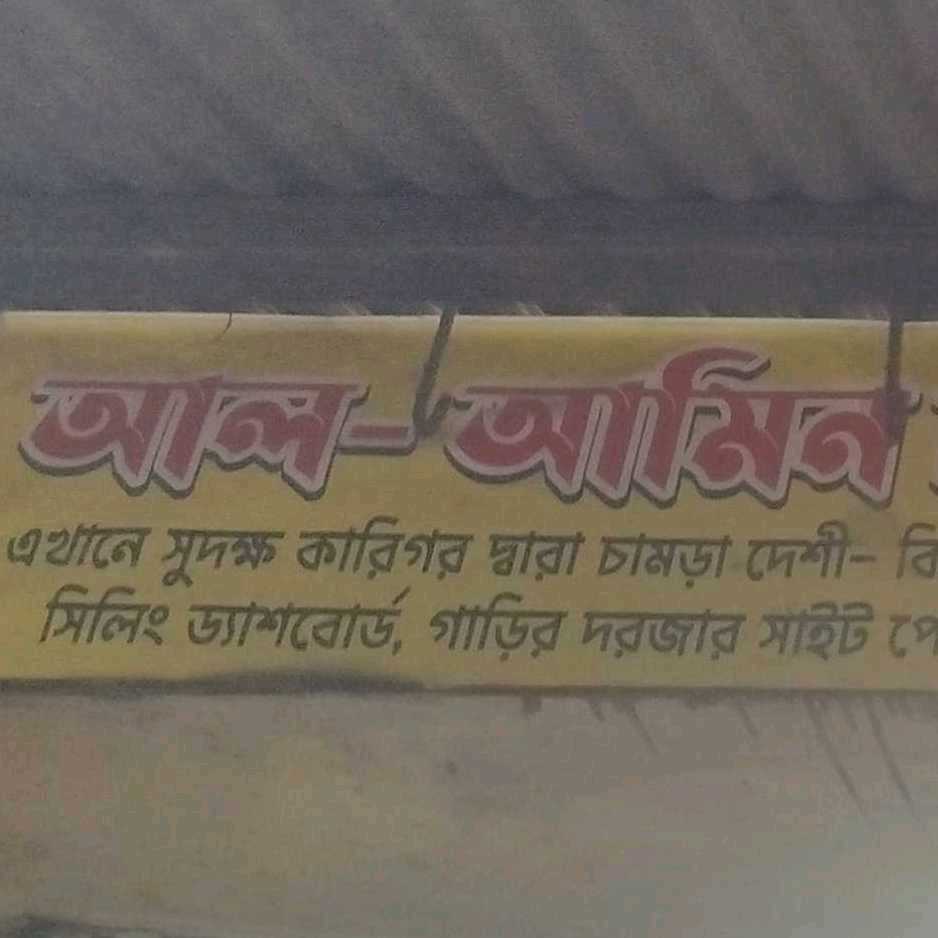 আল-আমিন
এখানে সুদক্ষ কারিগর দ্বারা চামড়া দেশী-
সিলিং ড্যাশবোর্ড, গাড়ির দরজার সাইট